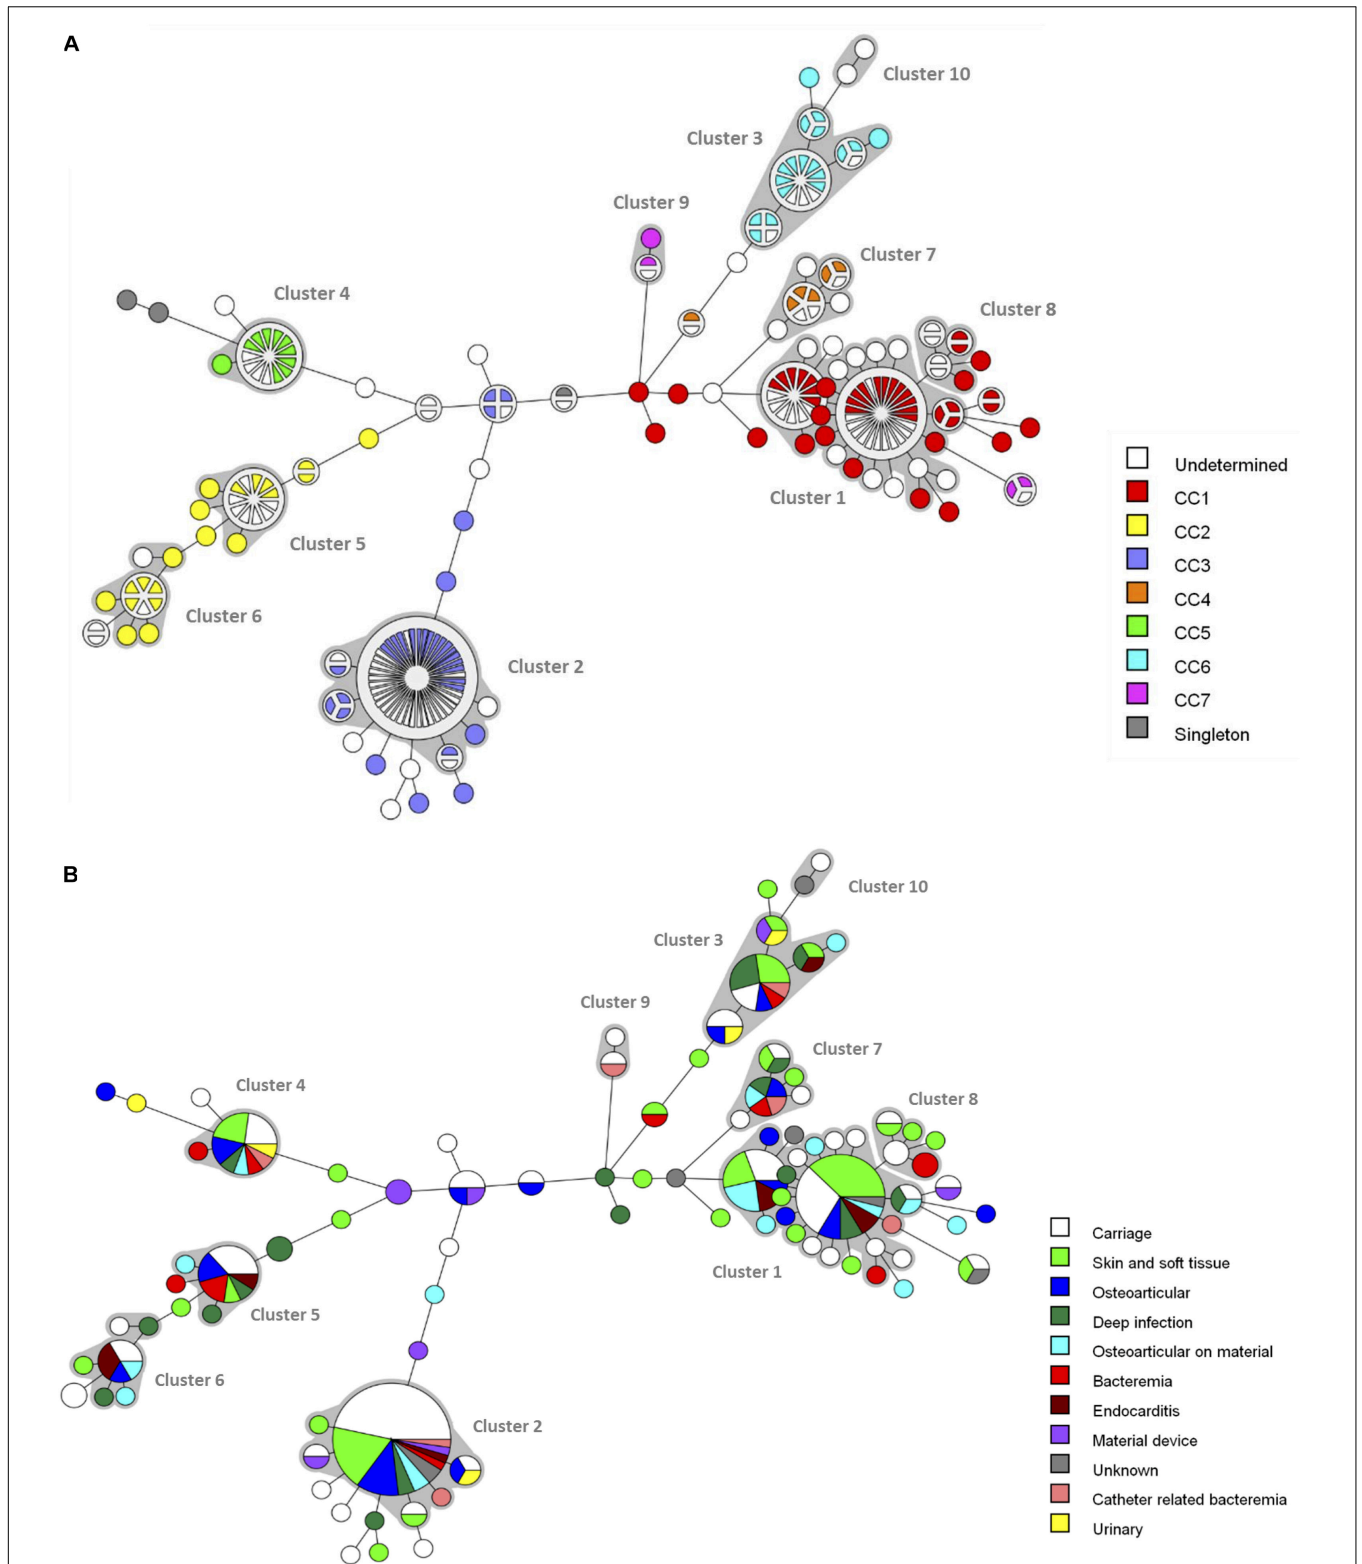 A
Cluster 10
Cluster 3
Cluster 9
Cluster 7
Cluster 4
Cluster 8
Cluster 1
Cluster 5
Cluster 6
Cluster 2
Undetermined
CC1
CC2
CC3
CC4
CC5
CC6
CC7
Singleton
B
Cluster 10
Cluster 3
Cluster 9
Cluster 7
Cluster 4
Cluster 8
Cluster 1
Cluster 5
Cluster 6
Cluster 2
Carriage
Skin and soft tissue
Osteoarticular
Deep infection
Osteoarticular on material
Bacteremia
Endocarditis
Material device
Unknown
Catheter related bacteremia
Urinary